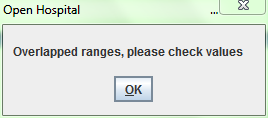 Open Hospital ...
Overlapped ranges, please check values
OK